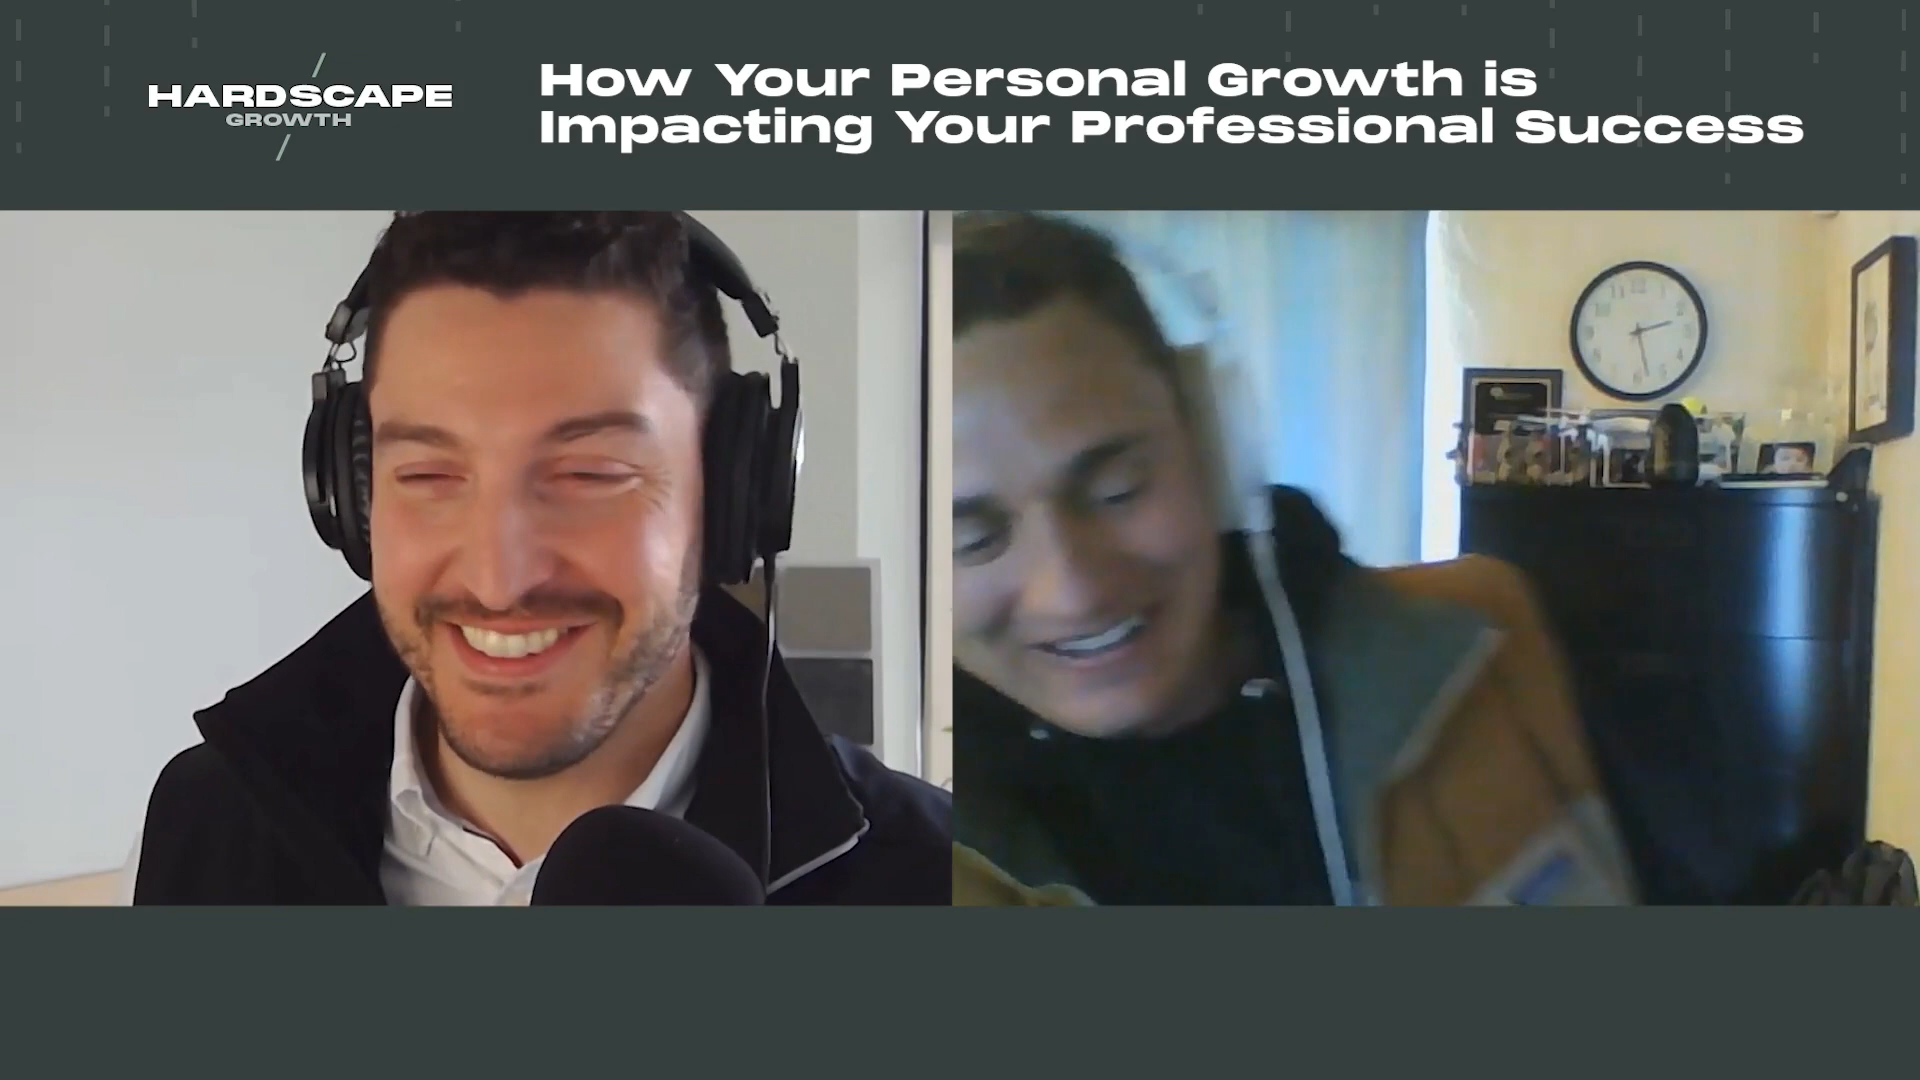 HARDSCAPE
GROWTH
How Your Personal Growth is
Impacting Your Professional Success